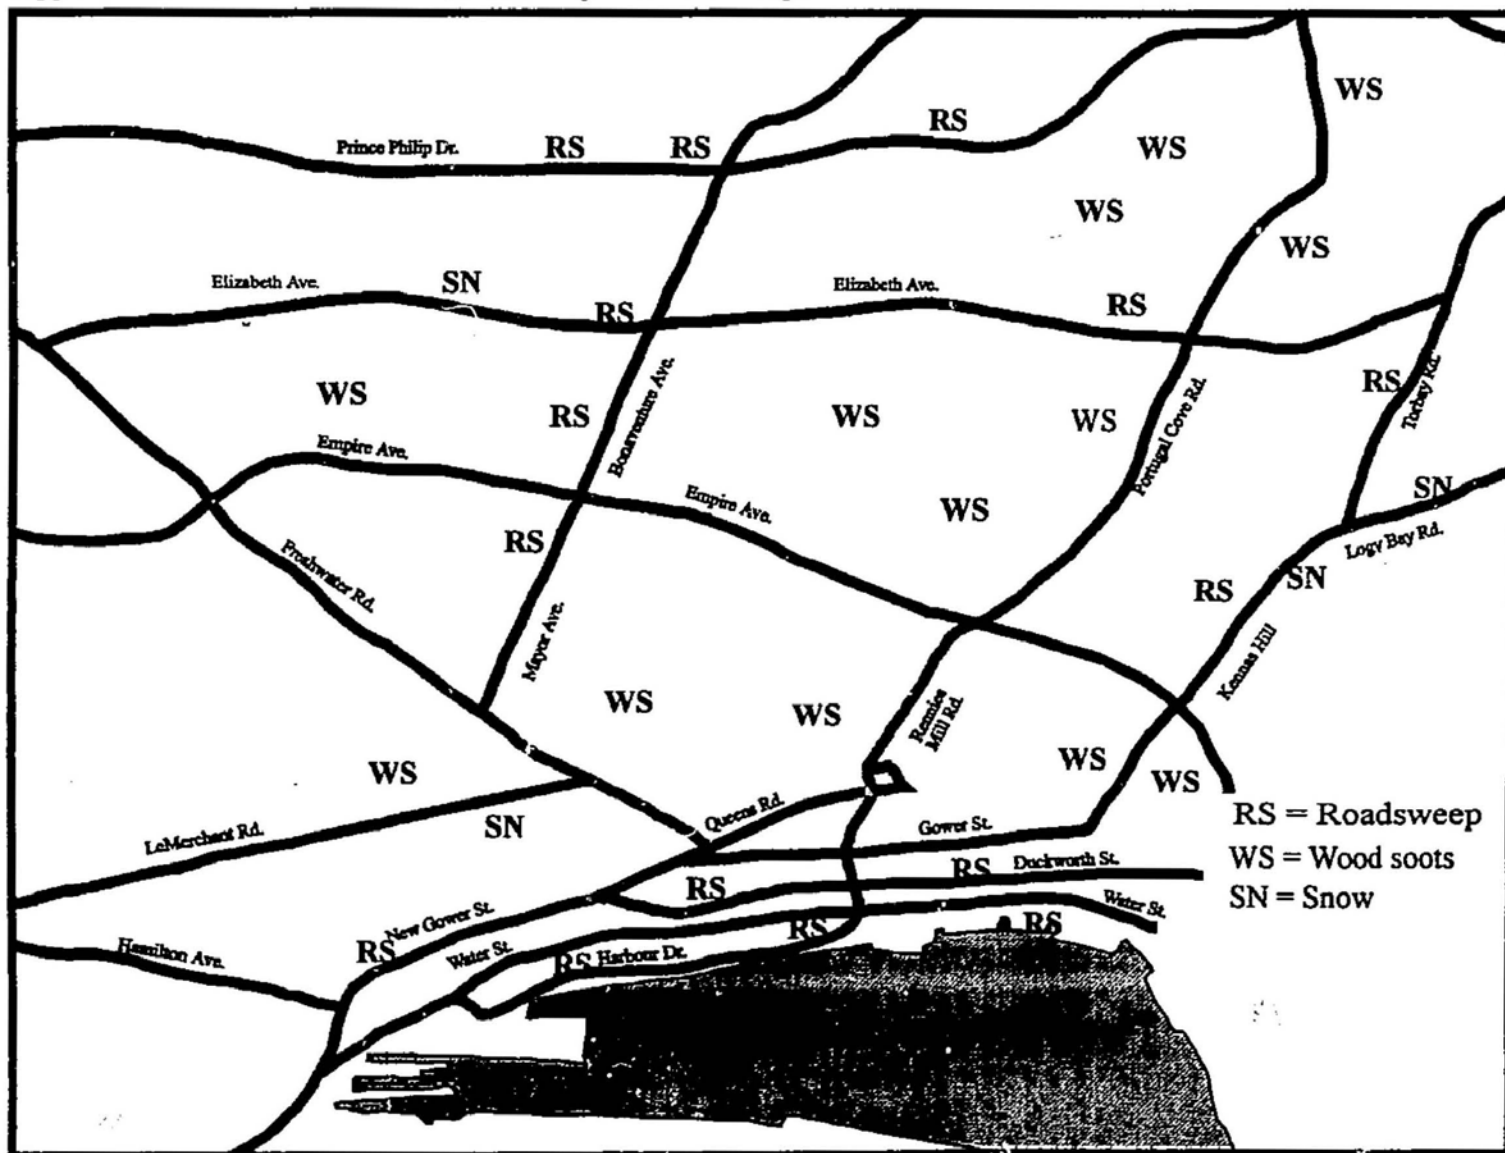 WS
RS
Prince Philip Dr.
RS
RS
WS
WS
WS
Elizabeth Ave.
SN
Elizabeth Ave.
RS
RS
Bonaventure Ave.
Portugal Cove Rd.
RS
Torbay Rd.
WS
RS
WS
WS
Empire Ave.
Empire Ave.
WS
SN
Logy Bay Rd.
RS
Freshwater Rd.
RS
SN
Mayor Ave.
Kennas Hill
WS
WS
Rennies
Mill Rd.
WS
WS
WS
LeMerchant Rd.
SN
Queens Rd.
Gower St.
RS = Roadsweep
WS = Wood soots
SN = Snow
RS
Duckworth St.
RS
Water St.
New Gower St.
RS
RS
RS
Hamilson Ave.
Water St.
RS
Harbour Dr.